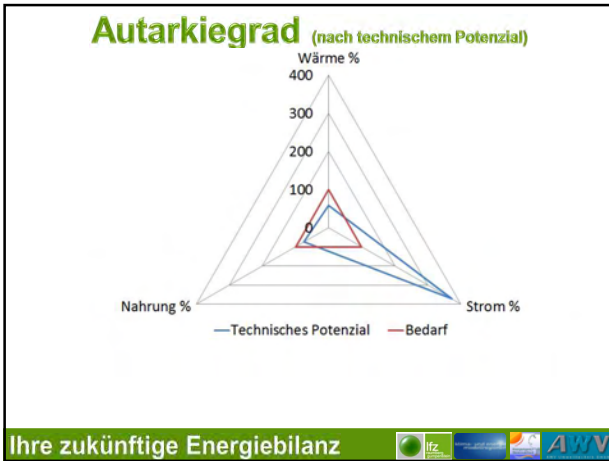 Autarkiegrad (nach technischem Potenzial)
Wärme %
400
300
200
100
0
Nahrung %
Strom %
Technisches Potenzial
Bedarf
Ihre zukünftige Energiebilanz
lfz
AWV